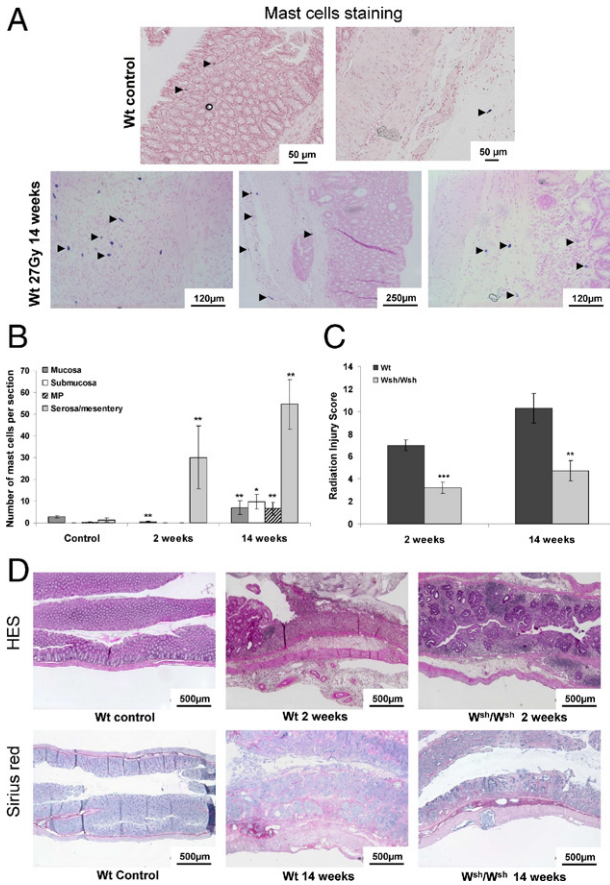 A
Mast cells staining
Wt control
50 µm
50 µm
Wt 27Gy 14 weeks
120µm
250µm
120µm
B
Number of mast cells per section
70
60
50
40
30
20
10
0
Mucosa
Submucosa
MP
Serosa/mesentery
**
**
**
*
**
**
Control
2 weeks
14 weeks
C
Radiation Injury Score
14
12
10
8
6
4
2
0
Wt
Wsh/Wsh
***
**
2 weeks
14 weeks
D
HES
500µm
500µm
500µm
Wt control
Wt 2 weeks
Wsh/Wsh 2 weeks
Sirius red
500µm
500µm
500µm
Wt Control
Wt 14 weeks
Wsh/Wsh 14 weeks